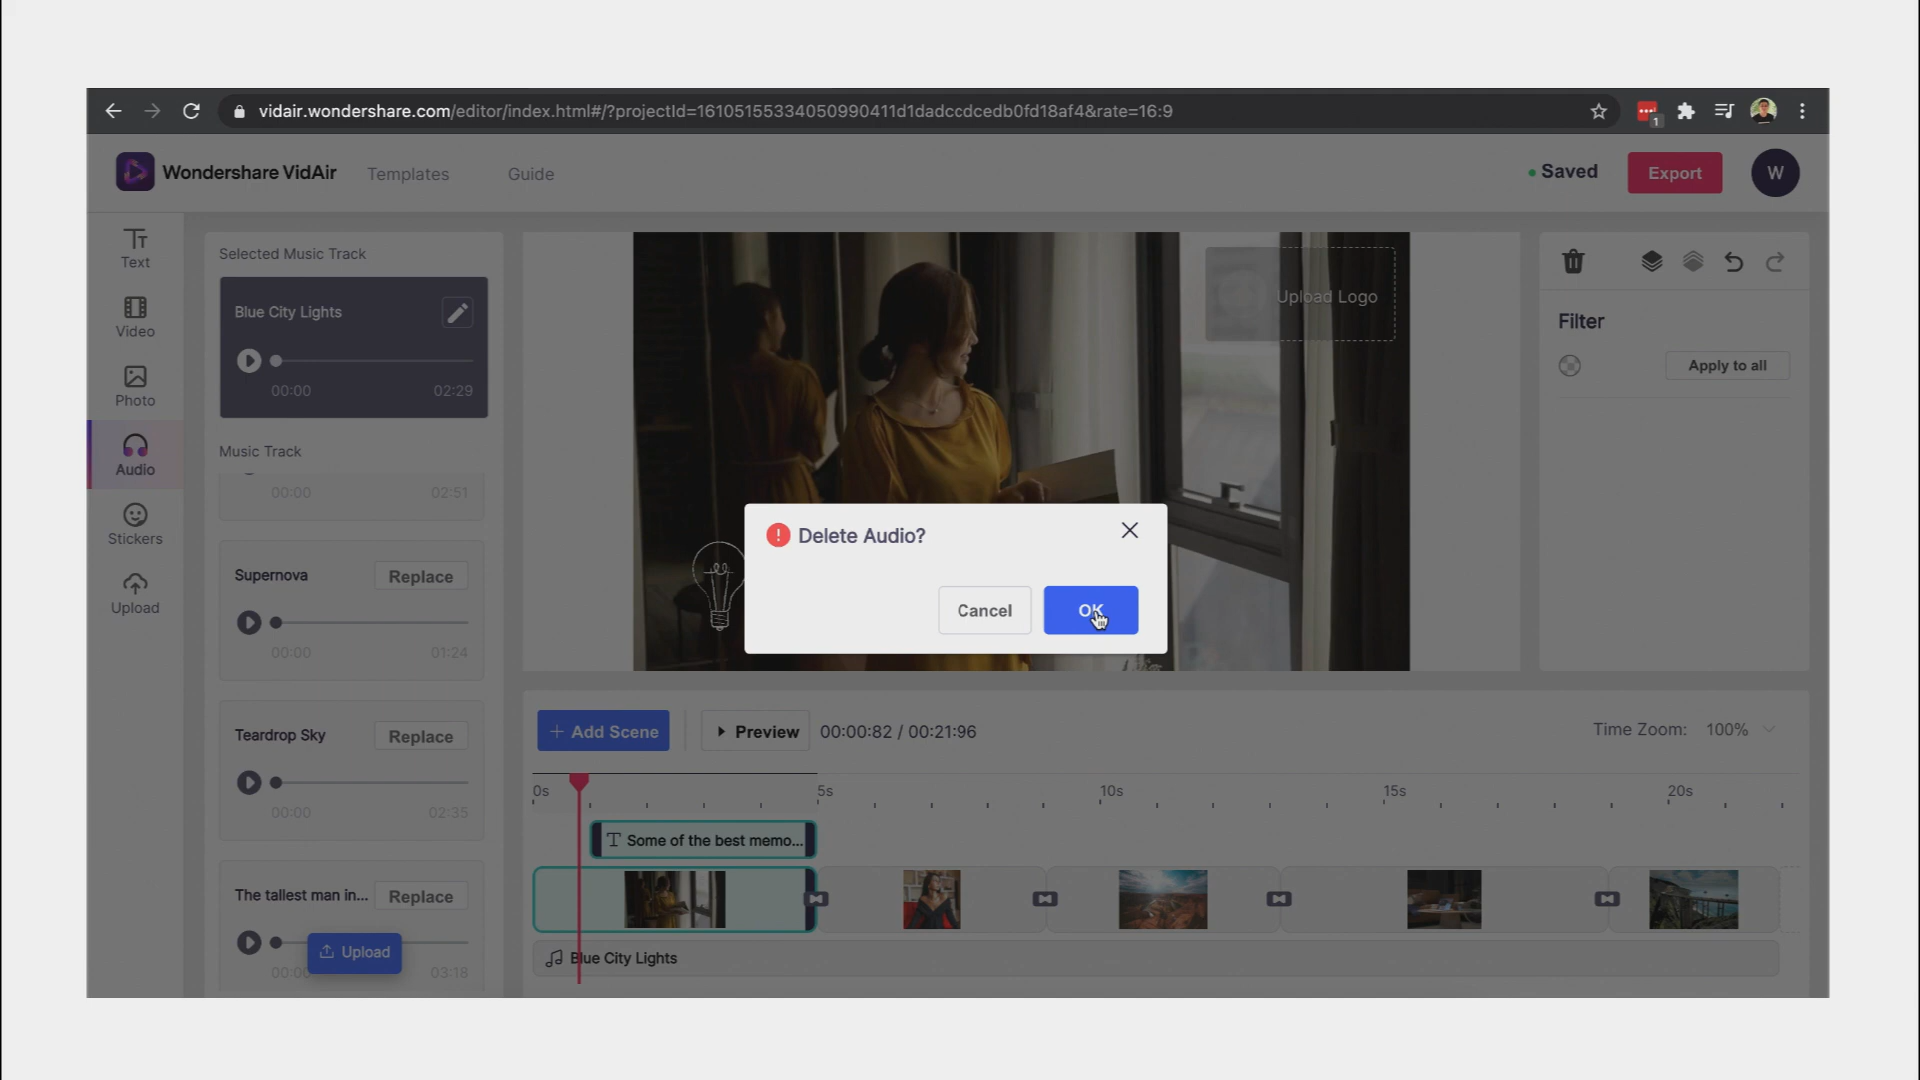 vidair.wondershare.com/editor/index.html#/?projectId=16105155334050990411d1dadccdcedb0fd18af4&rate=16:9
1
Wondershare VidAir
Templates
Guide
Saved
Export
W
Text
Video
Photo
Audio
Stickers
Upload
Selected Music Track
Blue City Lights
00:00
02:29
Music Track
00:00
02:51
Supernova
Replace
00:00
01:24
Teardrop Sky
Replace
00:00
02:35
The tallest man in...
Replace
00:00
03:18
Upload
Upload Logo
Delete Audio?
Cancel
OK
Filter
Apply to all
+ Add Scene
Preview
00:00:82 / 00:21:96
Time Zoom: 100%
0s
5s
10s
15s
20s
Some of the best memo...
Blue City Lights